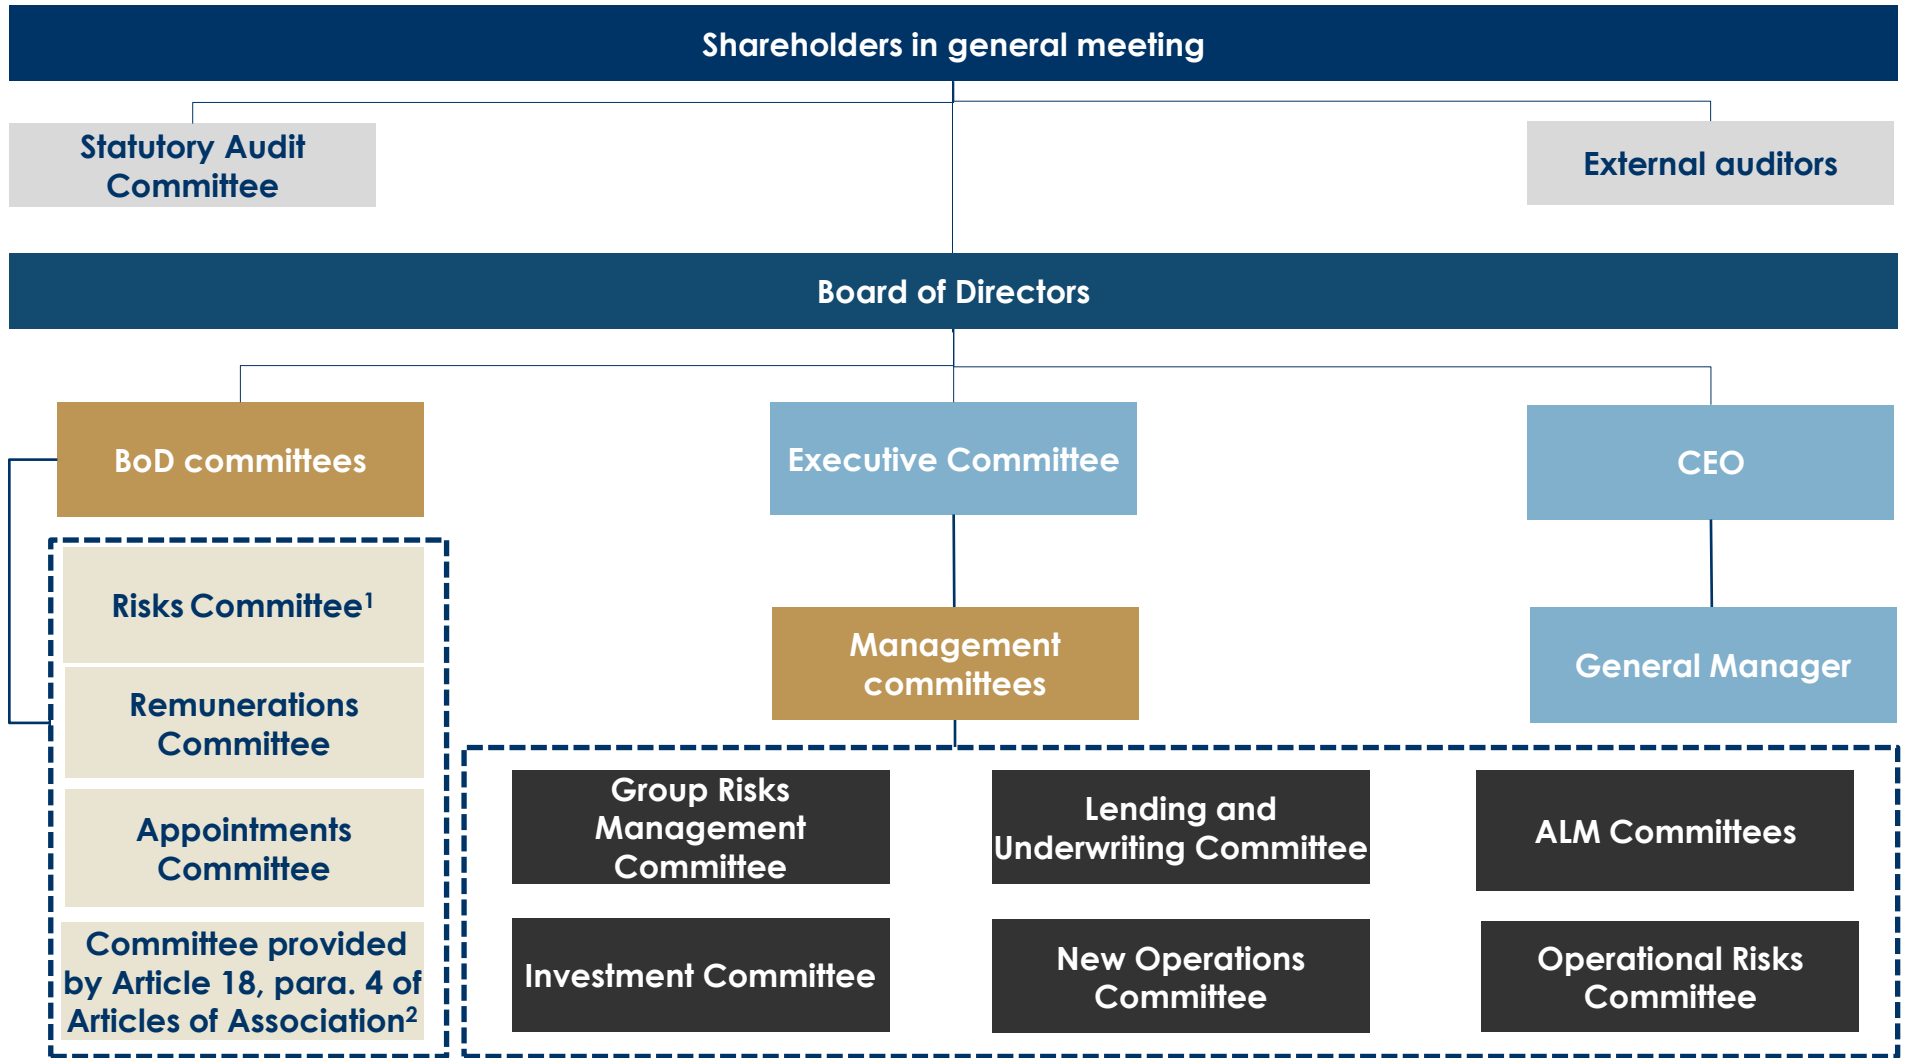 Shareholders in general meeting
Statutory Audit
Committee
External auditors
Board of Directors
BoD committees
Executive Committee
CEO
Risks Committee¹
Remunerations
Committee
Appointments
Committee
Committee provided
by Article 18, para. 4 of
Articles of Association²
Management
committees
General Manager
Group Risks
Management
Committee
Lending and
Underwriting Committee
ALM Committees
Investment Committee
New Operations
Committee
Operational Risks
Committee